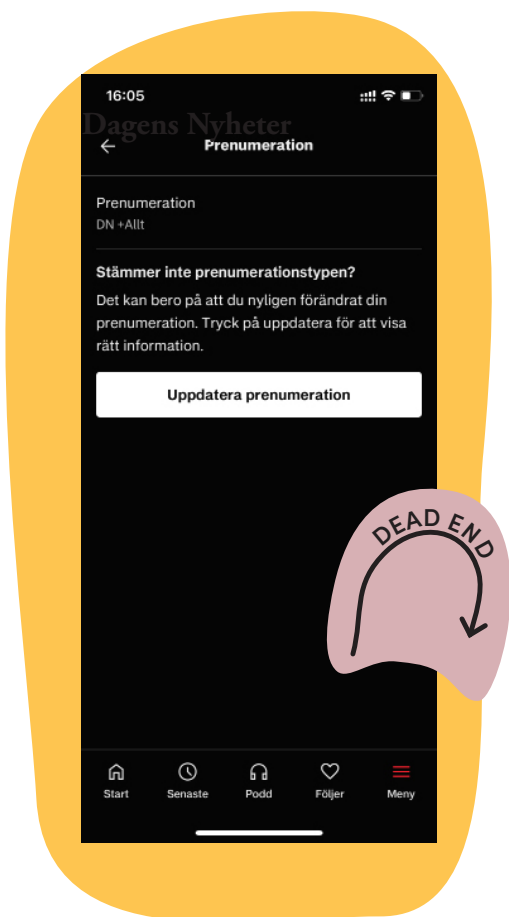 16:05
Dagens Nyheter
Prenumeration
Prenumeration
DN +Allt
Stämmer inte prenumerationstypen?
Det kan bero på att du nyligen förändrat din
prenumeration. Tryck på uppdatera för att visa
rätt information.
Uppdatera prenumeration
DEAD END
Start Senaste Podd Följer Meny